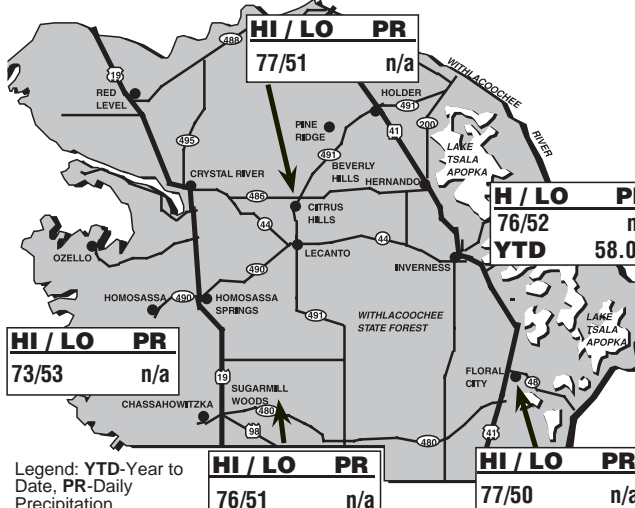 HI / LO PR
77/51 n/a
488
19
RED
LEVEL
WITHLACOOCHEE
RIVER
HOLDER
491
PINE
RIDGE
41
200
495
LAKE
TSALA
APOPKA
491
BEVERLY
HILLS
CRYSTAL RIVER
HERNANDO
486
H / LO
76/52
YTD 58.0
CITRUS
HILLS
44
44
LECANTO
OZELLO
INVERNESS
490
HOMOSASSA
490
HOMOSASSA
SPRINGS
491
WITHLACOOCHEE
STATE FOREST
LAKE
TSALA
APOPKA
HI / LO PR
73/53 n/a
19
SUGARMILL
WOODS
FLORAL
CITY
48
CHASSAHOWITZKA
480
98
480
41
HI / LO PR
76/51 n/a
HI / LO PR
77/50 n/a
Legend: YTD-Year to
Date, PR-Daily
Precipitation